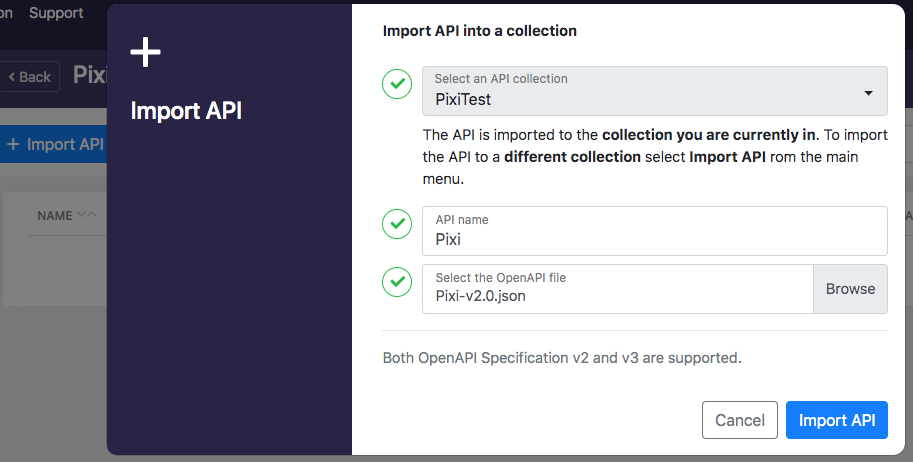 on Support
Back
Pixi
+ Import API
NAME
Import API
Import API into a collection
Select an API collection
PixiTest
The API is imported to the collection you are currently in. To import
the API to a different collection select Import API rom the main
menu.
API name
Pixi
Select the OpenAPI file
Pixi-v2.0.json
Browse
Both OpenAPI Specification v2 and v3 are supported.
Cancel
Import API